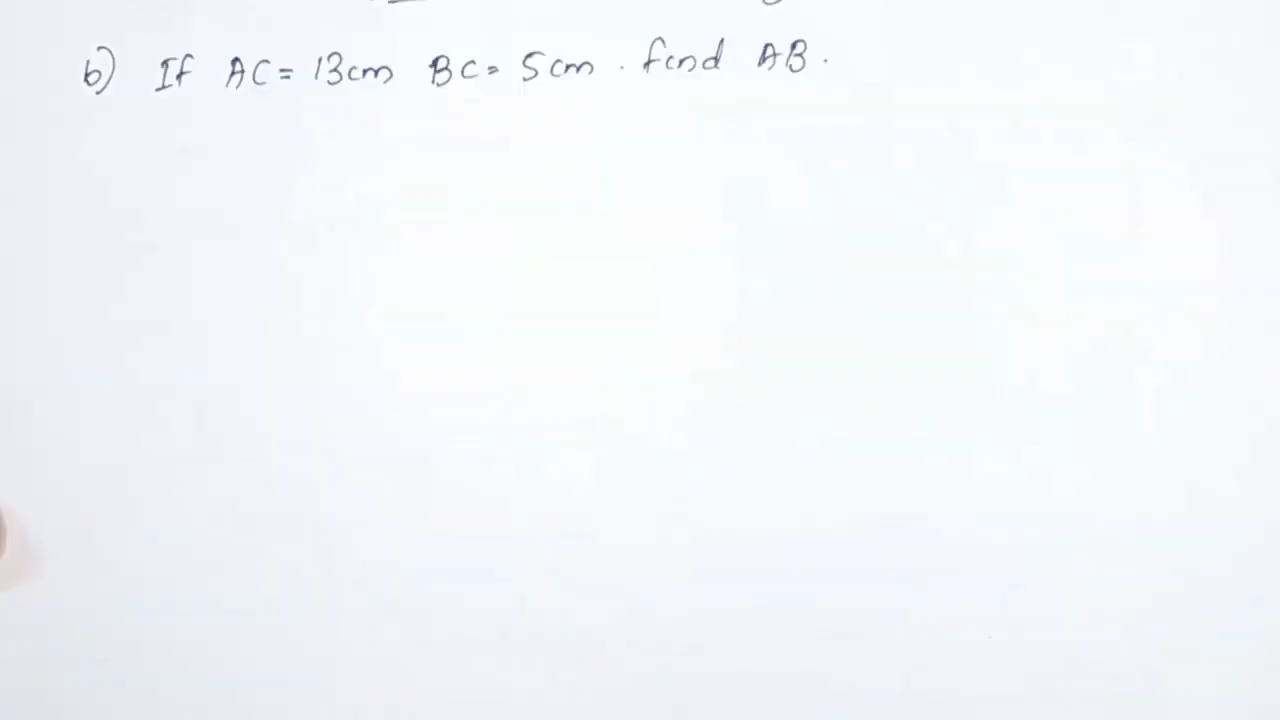 b) If AC = 13cm BC = 5cm . find AB .